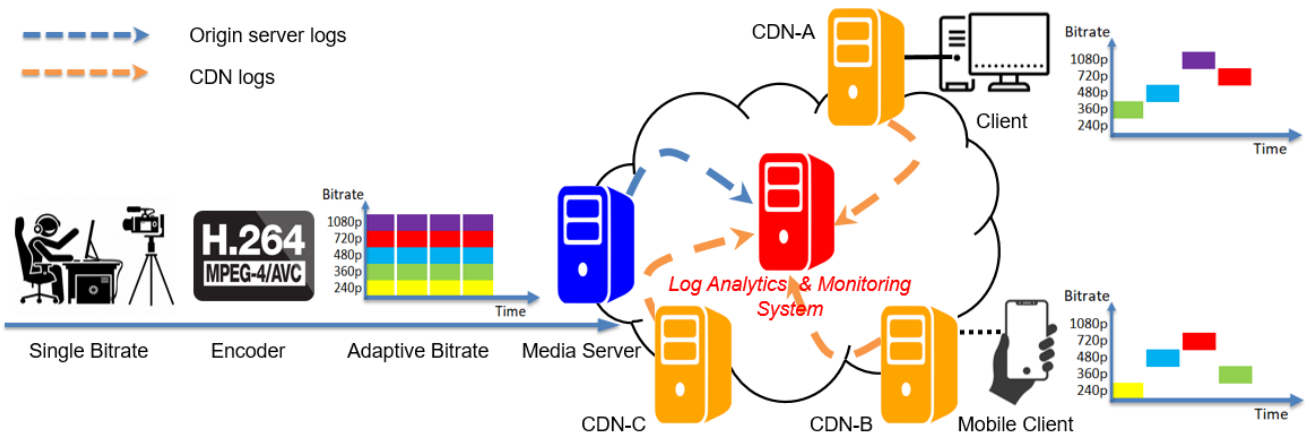 Origin server logs
CDN logs
CDN-A
Client
Bitrate
1080p
720p
480p
360p
240p
Time
Bitrate
1080p
720p
480p
360p
240p
Time
H.264
MPEG-4/AVC
Log Analytics & Monitoring
System
Single Bitrate
Encoder
Adaptive Bitrate
Media Server
CDN-C
CDN-B
Mobile Client
Bitrate
1080p
720p
480p
360p
240p
Time